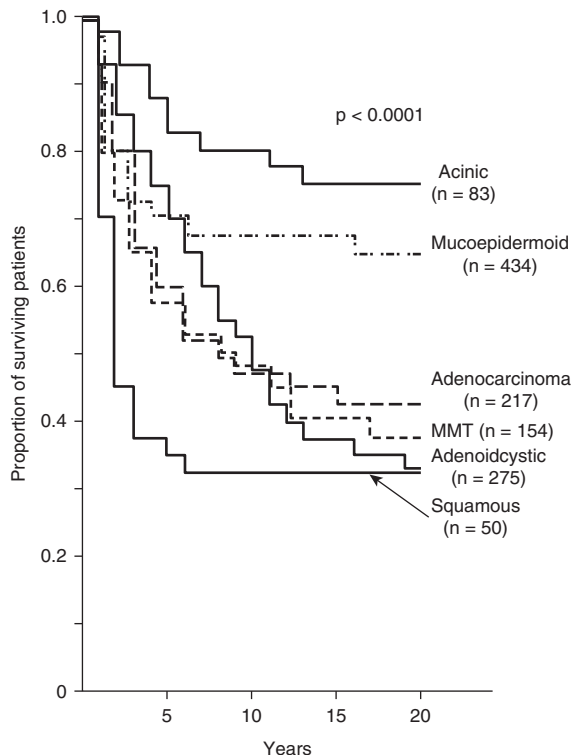 Proportion of surviving patients
1.0
0.8
0.6
0.4
0.2
0
p < 0.0001
Acinic
(n = 83)
Mucoepidermoid
(n = 434)
Adenocarcinoma
(n = 217)
MMT (n = 154)
Adenoidcystic
(n = 275)
Squamous
(n = 50)
5
10
15
20
Years